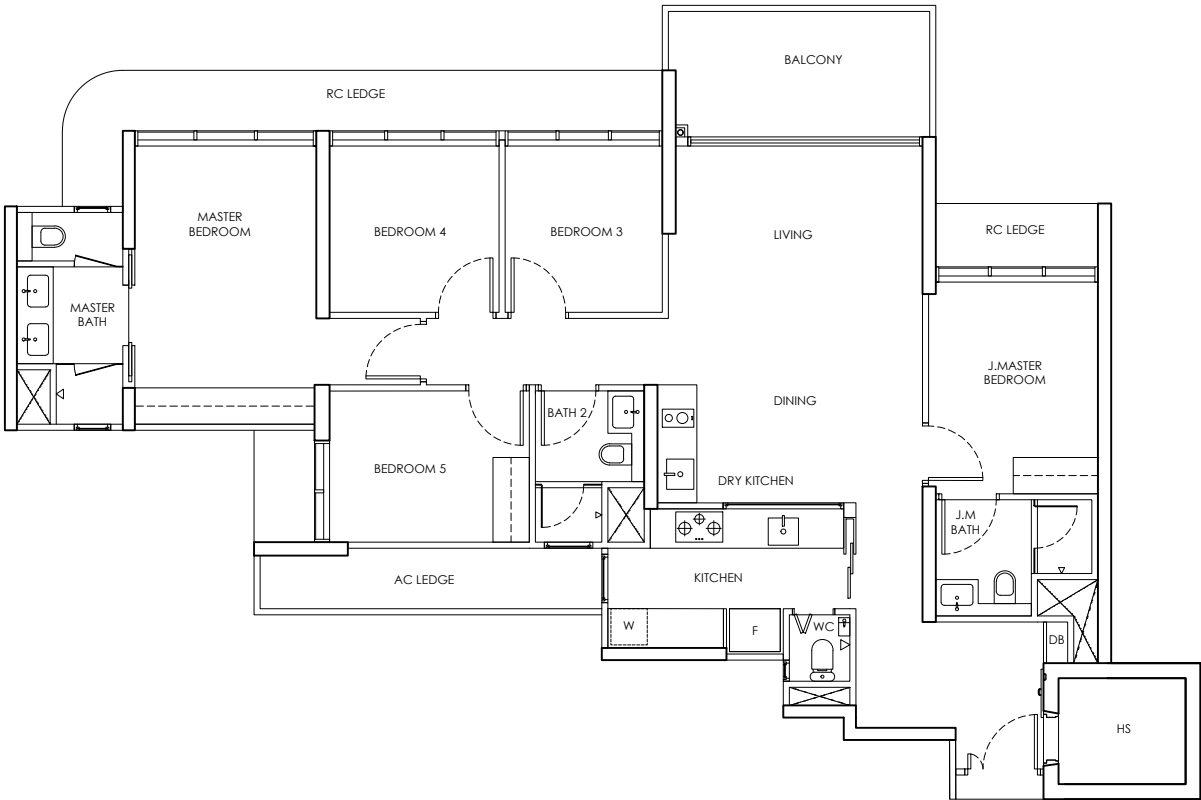 BALCONY
RC LEDGE
MASTER
BEDROOM
BEDROOM 4
BEDROOM 3
LIVING
RC LEDGE
MASTER
BATH
J.MASTER
BEDROOM
DINING
BATH 2
BEDROOM 5
DRY KITCHEN
J.M
BATH
AC LEDGE
KITCHEN
W
F
WC
DB
HS